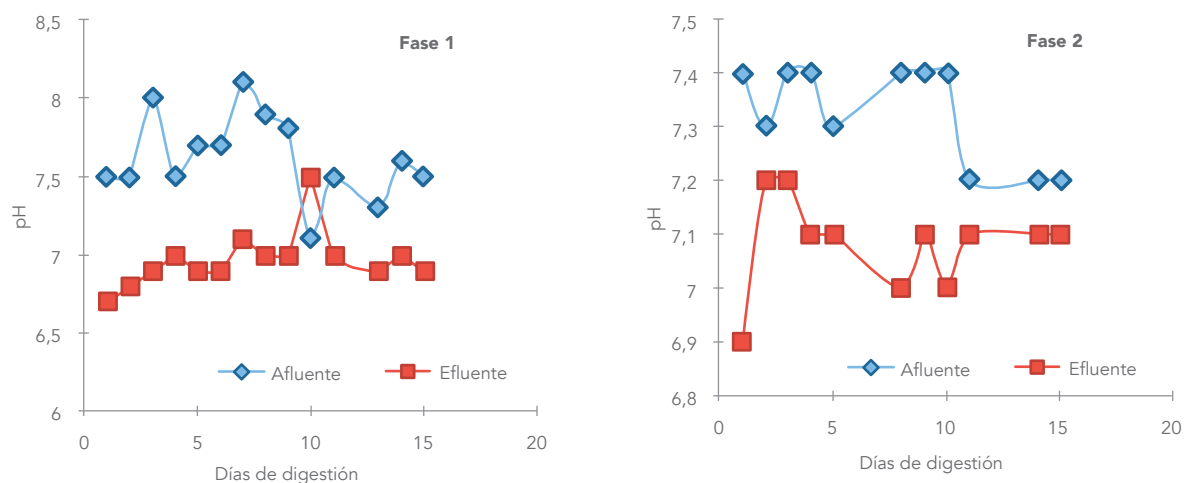 Fase 1
8,5
8
7,5
7
6,5
6
pH
0
5
10
15
20
Días de digestión
Afluente
Efluente
Fase 2
7,5
7,4
7,3
7,2
7,1
7
6,9
6,8
pH
0
5
10
15
20
Días de digestión
Afluente
Efluente